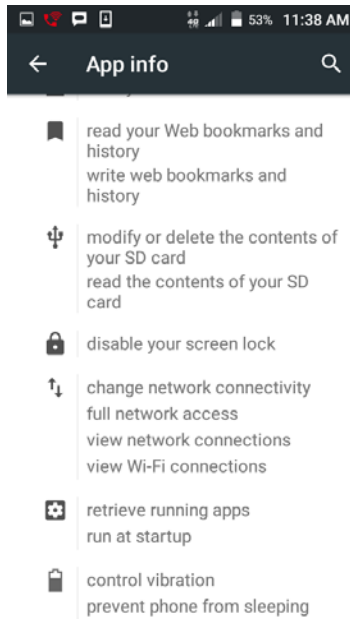 53% 11:38 AM
App info
read your Web bookmarks and
history
write web bookmarks and
history
modify or delete the contents of
your SD card
read the contents of your SD
card
disable your screen lock
change network connectivity
full network access
view network connections
view Wi-Fi connections
retrieve running apps
run at startup
control vibration
prevent phone from sleeping